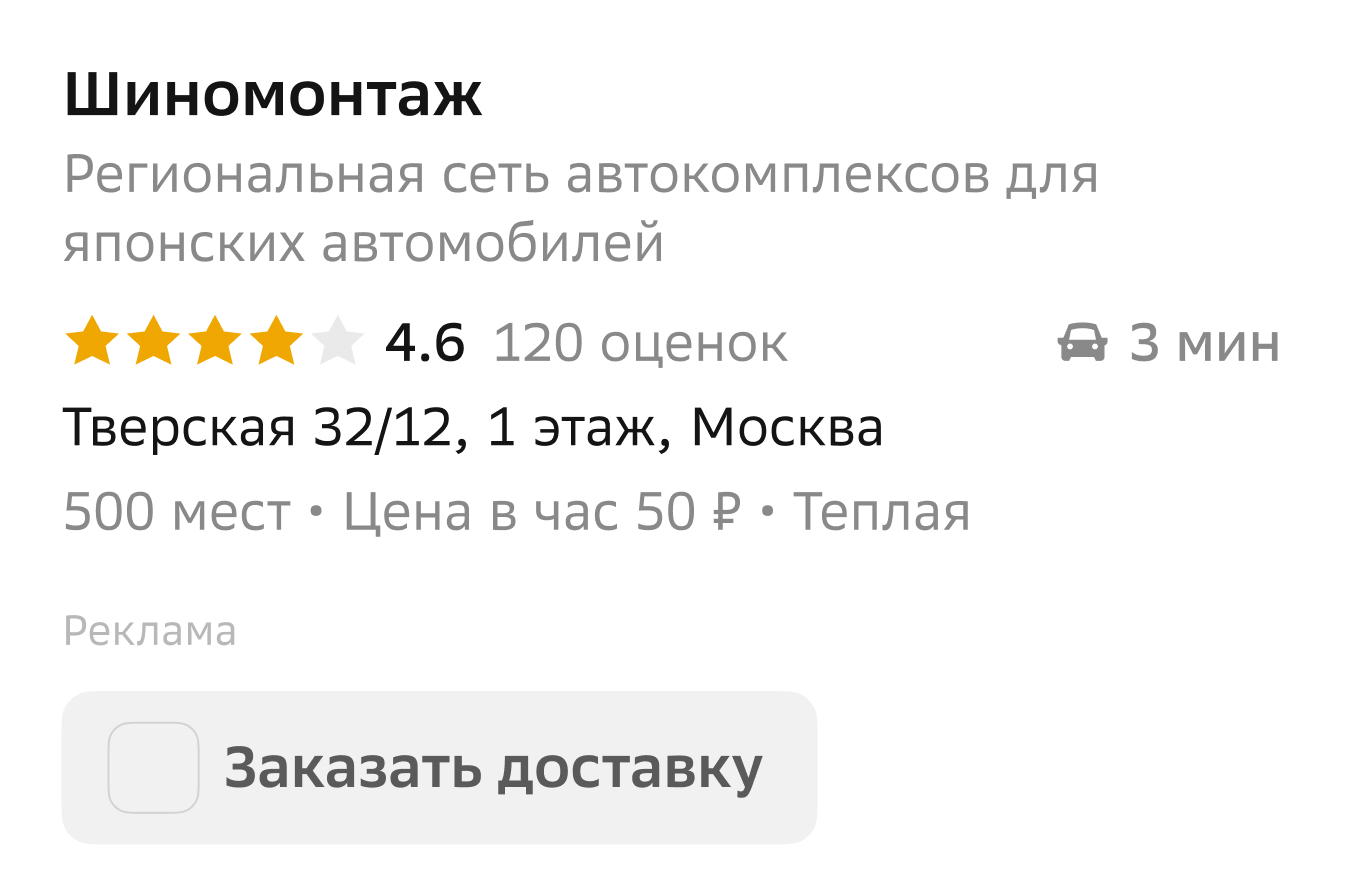 Шиномонтаж
Региональная сеть автокомплексов для
японских автомобилей
4.6 120 оценок 3 мин
Тверская 32/12, 1 этаж, Москва
500 мест • Цена в час 50 ₽ • Теплая
Реклама
Заказать доставку